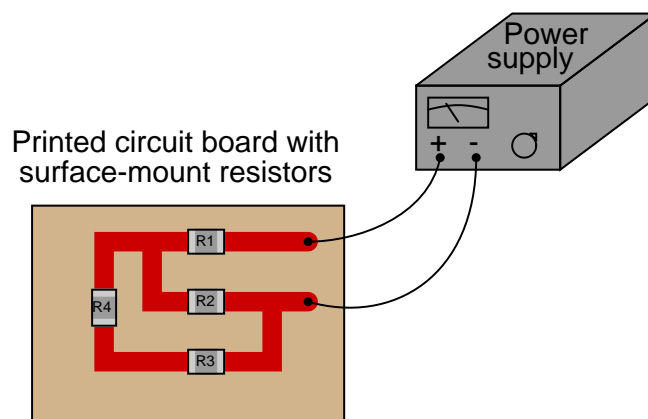 Power
supply
+ -
Printed circuit board with
surface-mount resistors
R1
R4
R2
R3